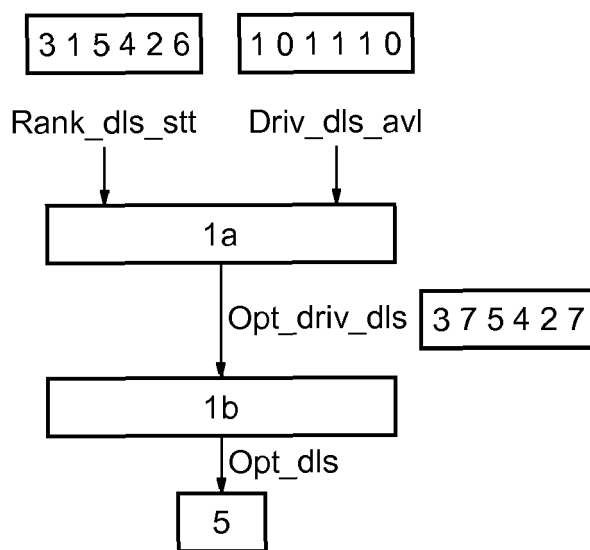 3 1 5 4 2 6 1 0 1 1 1 0
Rank_dls_stt Driv_dls_avl
1a
Opt_driv_dls 3 7 5 4 2 7
1b
Opt_dls
5